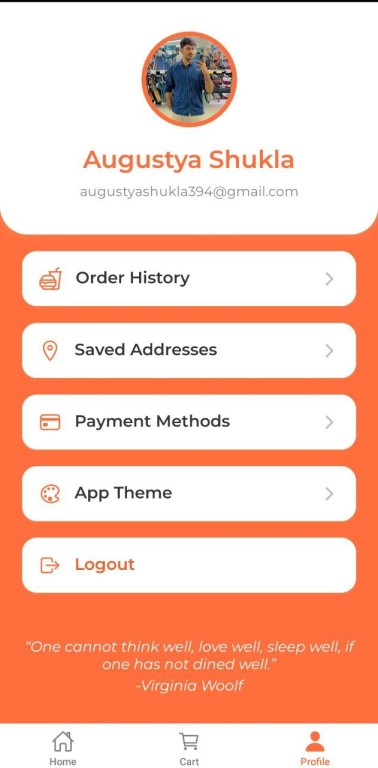 Augustya Shukla
augustyashukla394@gmail.com
Order History
Saved Addresses
Payment Methods
App Theme
Logout
“One cannot think well, love well, sleep well, if
one has not dined well.”
-Virginia Woolf
Home Cart Profile